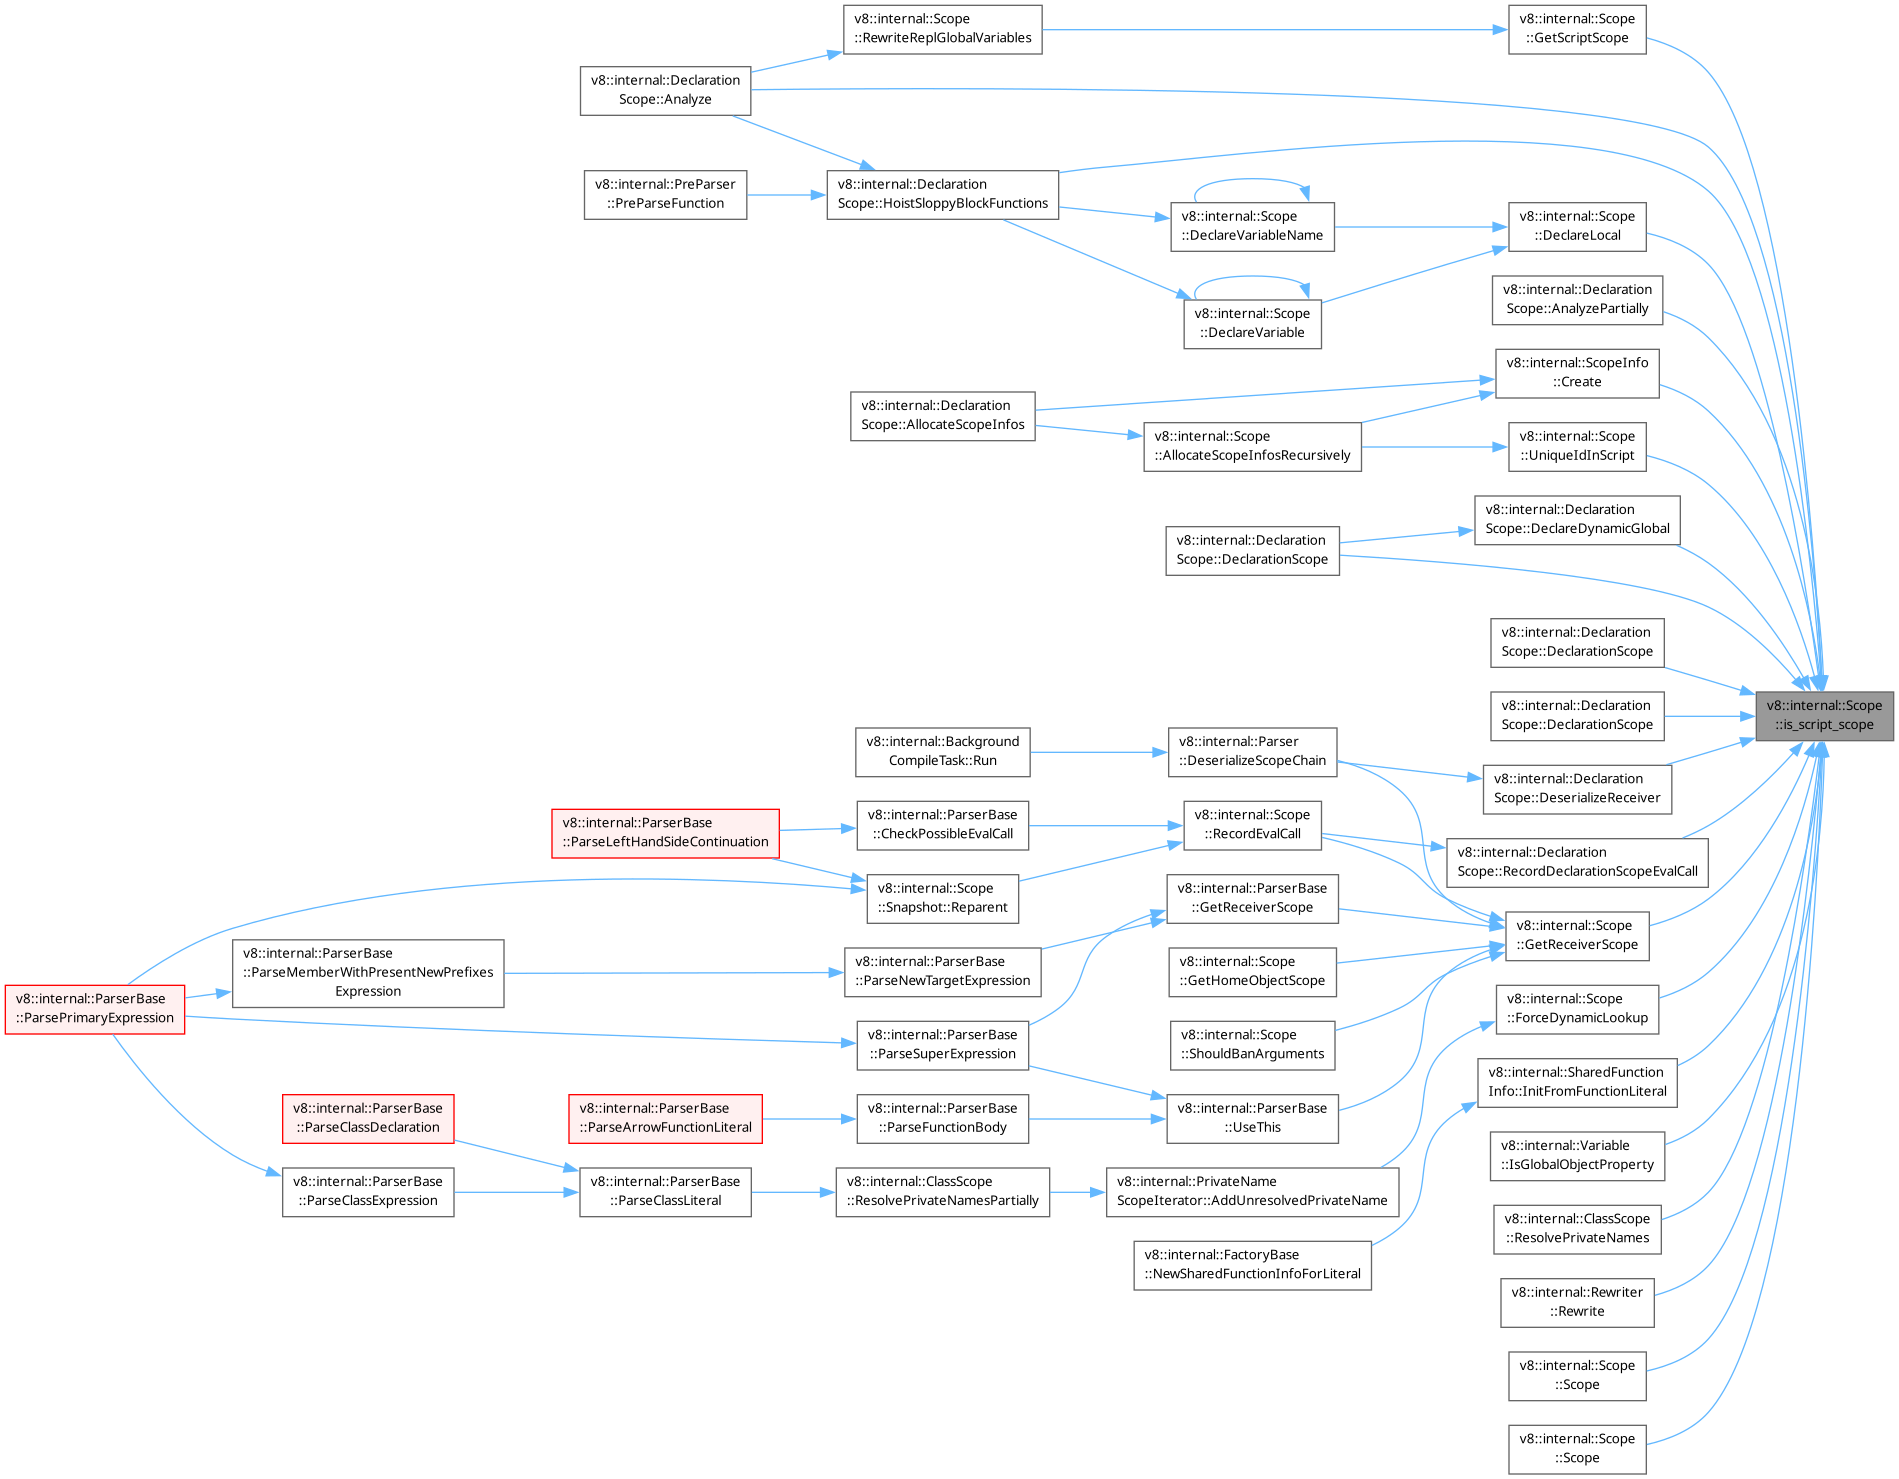 v8::internal::Scope
::RewriteReplGlobalVariables
v8::internal::Scope
::GetScriptScope
v8::internal::Declaration
Scope::Analyze
v8::internal::PreParser
::PreParseFunction
v8::internal::Declaration
Scope::HoistSloppyBlockFunctions
v8::internal::Scope
::DeclareVariableName
v8::internal::Scope
::DeclareLocal
v8::internal::Scope
::DeclareVariable
v8::internal::Declaration
Scope::AnalyzePartially
v8::internal::ScopeInfo
::Create
v8::internal::Declaration
Scope::AllocateScopeInfos
v8::internal::Scope
::AllocateScopeInfosRecursively
v8::internal::Scope
::UniqueIdInScript
v8::internal::Declaration
Scope::DeclareDynamicGlobal
v8::internal::Declaration
Scope::DeclarationScope
v8::internal::Declaration
Scope::DeclarationScope
v8::internal::Declaration
Scope::DeclarationScope
v8::internal::Scope
::is_script_scope
v8::internal::Background
CompileTask::Run
v8::internal::Parser
::DeserializeScopeChain
v8::internal::Declaration
Scope::DeserializeReceiver
v8::internal::ParserBase
::ParseLeftHandSideContinuation
v8::internal::ParserBase
::CheckPossibleEvalCall
v8::internal::Scope
::RecordEvalCall
v8::internal::Declaration
Scope::RecordDeclarationScopeEvalCall
v8::internal::Scope
::Snapshot::Reparent
v8::internal::ParserBase
::GetReceiverScope
v8::internal::Scope
::GetReceiverScope
v8::internal::ParserBase
::ParseMemberWithPresentNewPrefixes
Expression
v8::internal::ParserBase
::ParseNewTargetExpression
v8::internal::Scope
::GetHomeObjectScope
v8::internal::ParserBase
::ParsePrimaryExpression
v8::internal::Scope
::ForceDynamicLookup
v8::internal::ParserBase
::ParseSuperExpression
v8::internal::Scope
::ShouldBanArguments
v8::internal::SharedFunction
Info::InitFromFunctionLiteral
v8::internal::ParserBase
::ParseClassDeclaration
v8::internal::ParserBase
::ParseArrowFunctionLiteral
v8::internal::ParserBase
::ParseFunctionBody
v8::internal::ParserBase
::UseThis
v8::internal::Variable
::IsGlobalObjectProperty
v8::internal::ParserBase
::ParseClassExpression
v8::internal::ParserBase
::ParseClassLiteral
v8::internal::ClassScope
::ResolvePrivateNamesPartially
v8::internal::PrivateName
ScopeIterator::AddUnresolvedPrivateName
v8::internal::ClassScope
::ResolvePrivateNames
v8::internal::FactoryBase
::NewSharedFunctionInfoForLiteral
v8::internal::Rewriter
::Rewrite
v8::internal::Scope
::Scope
v8::internal::Scope
::Scope